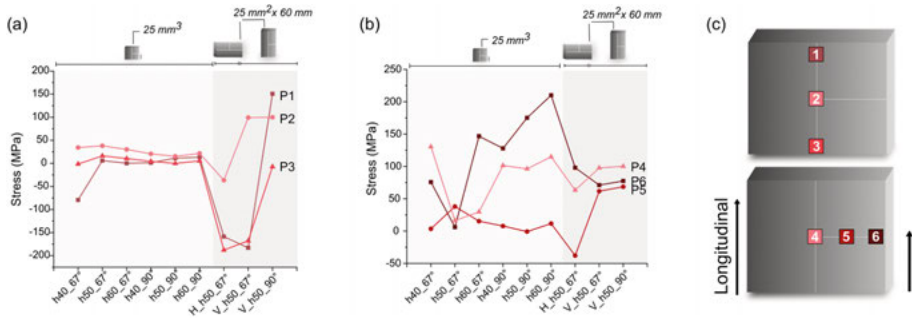 (a)
25 mm³
25 mm² x 60 mm
Stress (MPa)
200
150
100
50
0
-50
-100
-150
-200
P1
P2
P3
h40_67°
h50_67°
h60_67°
h40_90°
h50_90°
h60_90°
H_h50_67°
V_h50_67°
V_h50_90°
(b)
25 mm³
25 mm² x 60 mm
Stress (MPa)
250
200
150
100
50
0
-50
P4
P6
P5
h40_67°
h50_67°
h60_67°
h40_90°
h50_90°
h60_90°
H_h50_67°
V_h50_67°
V_h50_90°
(c)
1
2
3
Longitudinal
4 5 6